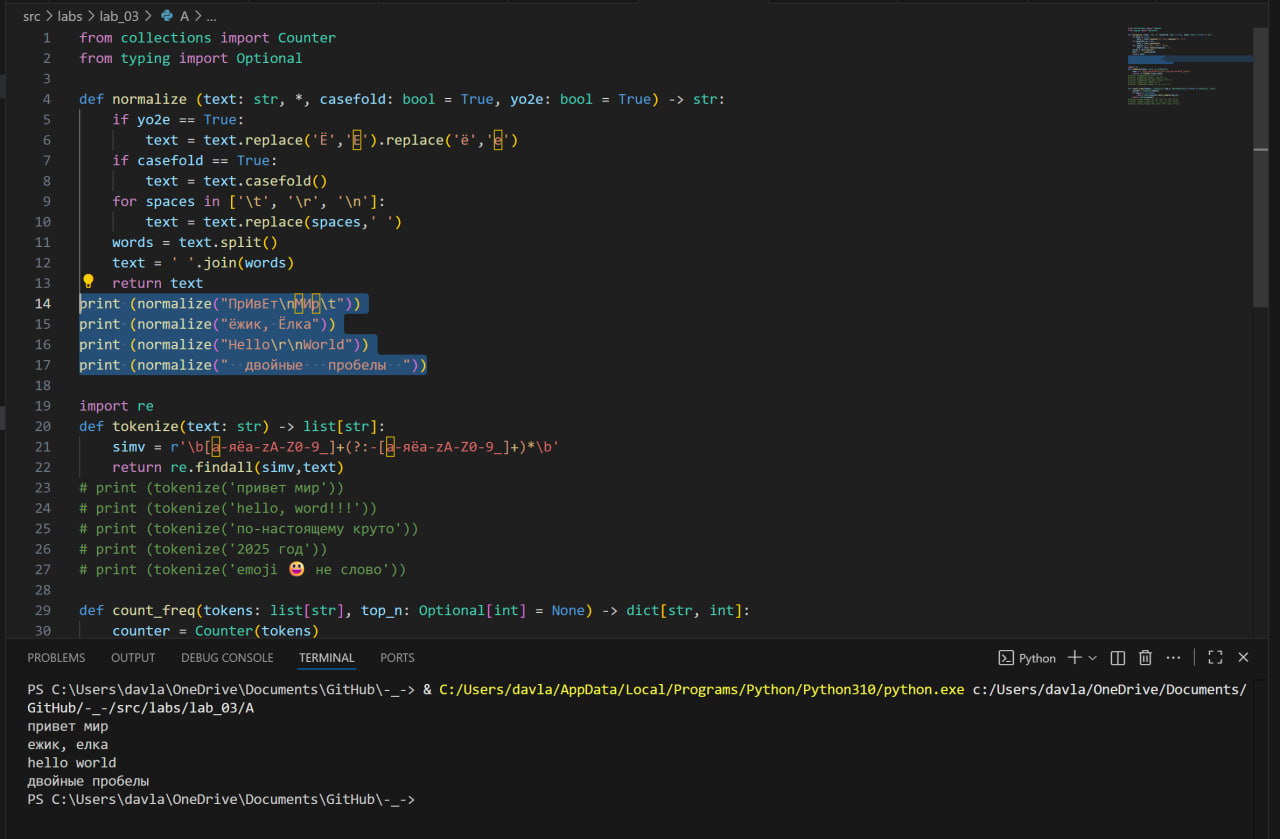 src > labs > lab_03 > A > ...
1 from collections import Counter
2 from typing import Optional
3
4 def normalize (text: str, *, casefold: bool = True, yo2e: bool = True) -> str:
5 if yo2e == True:
6 text = text.replace('Ё','Е').replace('ё','е')
7 if casefold == True:
8 text = text.casefold()
9 for spaces in ['\t', '\r', '\n']:
10 text = text.replace(spaces,' ')
11 words = text.split()
12 text = ' '.join(words)
13 return text
14 print (normalize("ПрИвЕт\nМИр\t"))
15 print (normalize("ёжик, Ёлка"))
16 print (normalize("Hello\r\nWorld"))
17 print (normalize("  двойные   пробелы  "))
18
19 import re
20 def tokenize(text: str) -> list[str]:
21 simv = r'\b[а-яёa-zA-Z0-9_]+(?:-[а-яёa-zA-Z0-9_]+)*\b'
22 return re.findall(simv,text)
23 # print (tokenize('привет мир'))
24 # print (tokenize('hello, word!!!'))
25 # print (tokenize('по-настоящему круто'))
26 # print (tokenize('2025 год'))
27 # print (tokenize('emoji 😀 не слово'))
28
29 def count_freq(tokens: list[str], top_n: Optional[int] = None) -> dict[str, int]:
30 counter = Counter(tokens)
PROBLEMS OUTPUT DEBUG CONSOLE TERMINAL PORTS Python
PS C:\Users\davla\OneDrive\Documents\GitHub\-_-> & C:/Users/davla/AppData/Local/Programs/Python/Python310/python.exe c:/Users/davla/OneDrive/Documents/
GitHub/-_-/src/labs/lab_03/A
привет мир
ежик, елка
hello world
двойные пробелы
PS C:\Users\davla\OneDrive\Documents\GitHub\-_->